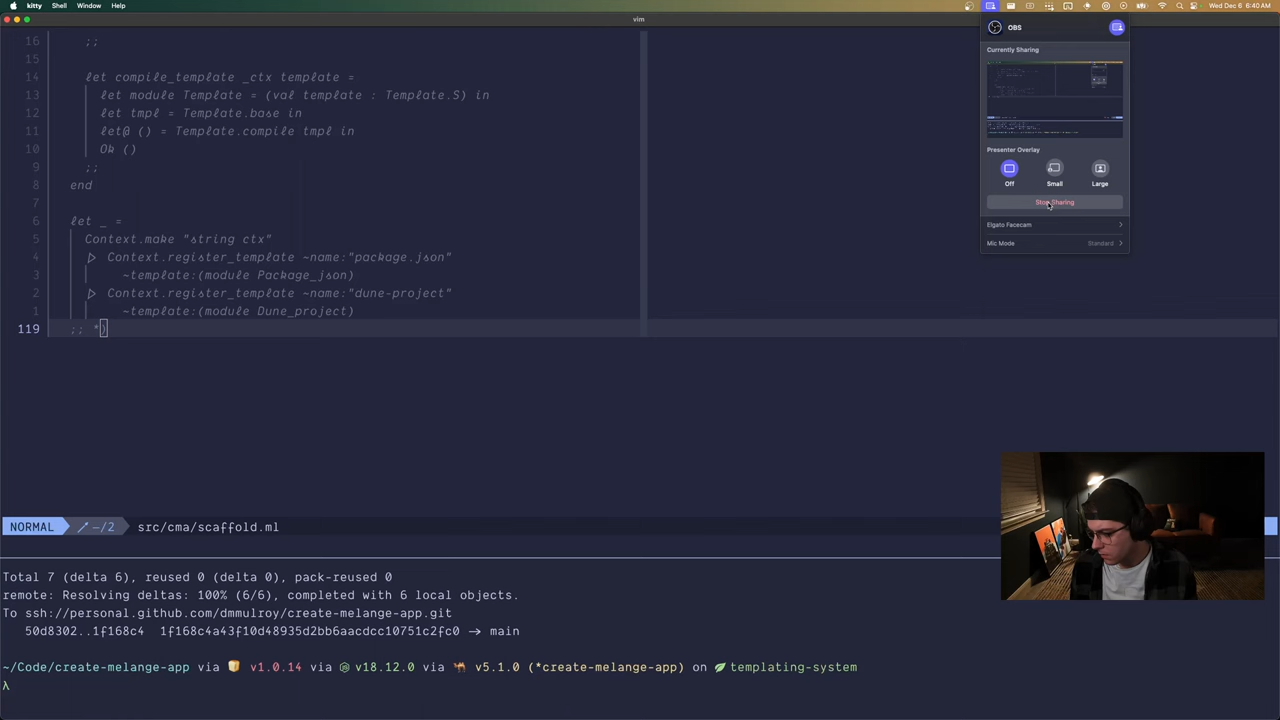 kitty Shell Window Help
Wed Dec 6 6:40 AM
vim
OBS
Currently Sharing
Presenter Overlay
Off Small Large
Stop Sharing
Elgato Facecam
Mic Mode Standard
16 ;;
15
14 let compile_template _ctx template =
13 let module Template = (val template : Template.S) in
12 let tmpl = Template.base in
11 let@ () = Template.compile tmpl in
10 Ok ()
9 ;;
8 end
7
6 let _ =
5 Context.make "string ctx"
4 ▷ Context.register_template ~name:"package.json"
3 ~template:(module Package_json)
2 ▷ Context.register_template ~name:"dune-project"
1 ~template:(module Dune_project)
119 ;; *)
NORMAL –/2 src/cma/scaffold.ml
Total 7 (delta 6), reused 0 (delta 0), pack-reused 0
remote: Resolving deltas: 100% (6/6), completed with 6 local objects.
To ssh://personal.github.com/dmmulroy/create-melange-app.git
50d8302..1f168c4 1f168c4a43f10d48935d2bb6aacdcc10751c2fc0 → main
~/Code/create-melange-app via v1.0.14 via v18.12.0 via v5.1.0 (*create-melange-app) on templating-system
λ